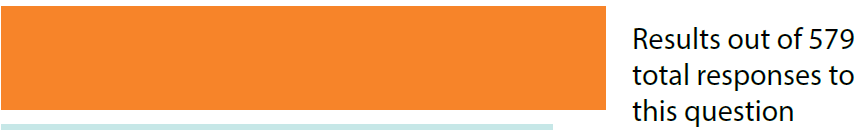 Results out of 579
total responses to
this question